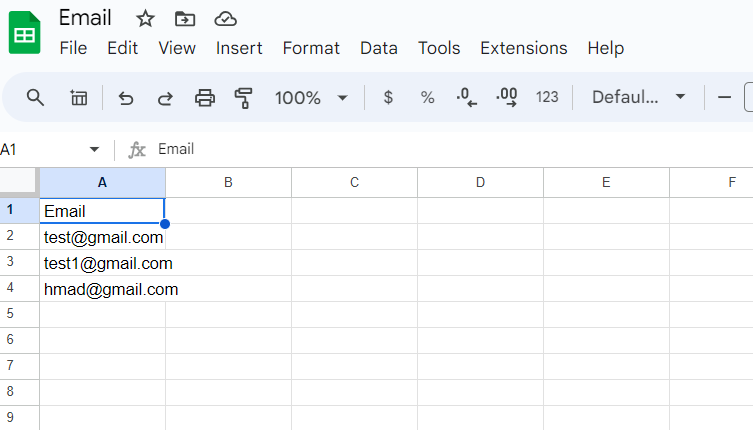 Email
File Edit View Insert Format Data Tools Extensions Help
100% $ % .0 .00 123 Defaul...
A1 fx Email
A B C D E F
1 Email
2 test@gmail.com
3 test1@gmail.com
4 hmad@gmail.com
5
6
7
8
9